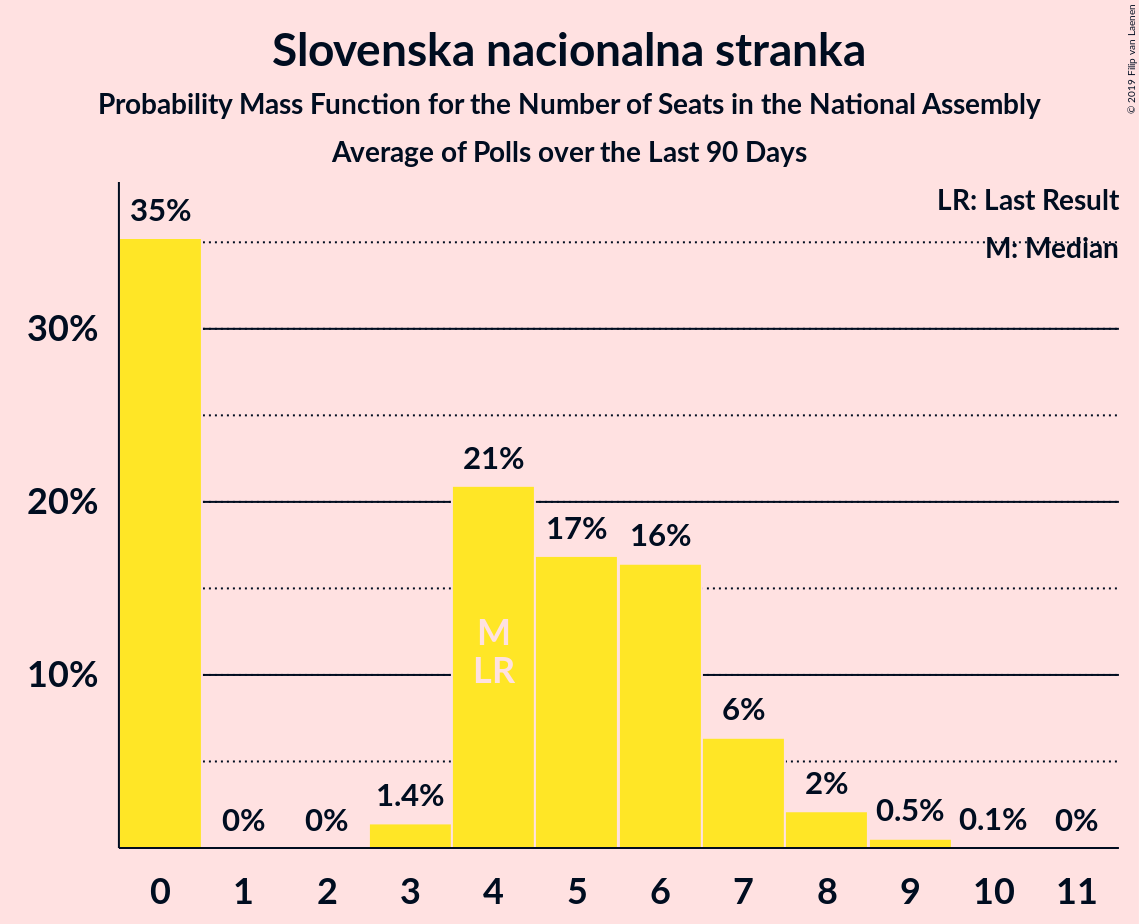 Slovenska nacionalna stranka
Probability Mass Function for the Number of Seats in the National Assembly
Average of Polls over the Last 90 Days
© 2019 Filip van Laenen
LR: Last Result
M: Median
35%
30%
21%
20%
17%
16%
M
LR
10%
6%
2%
1.4%
0.5%
0%
0%
0.1%
0%
0 1 2 3 4 5 6 7 8 9 10 11